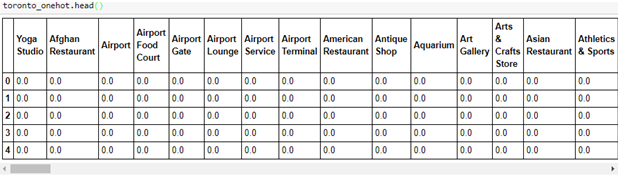 toronto_onehot.head()
Yoga Studio Afghan Restaurant Airport Airport Food Court Airport Gate Airport Lounge Airport Service Airport Terminal American Restaurant Antique Shop Aquarium Art Gallery Arts & Crafts Store Asian Restaurant Athletics & Sports
0 0.0 0.0 0.0 0.0 0.0 0.0 0.0 0.0 0.0 0.0 0.0 0.0 0.0 0.0 0.0
1 0.0 0.0 0.0 0.0 0.0 0.0 0.0 0.0 0.0 0.0 0.0 0.0 0.0 0.0 0.0
2 0.0 0.0 0.0 0.0 0.0 0.0 0.0 0.0 0.0 0.0 0.0 0.0 0.0 0.0 0.0
3 0.0 0.0 0.0 0.0 0.0 0.0 0.0 0.0 0.0 0.0 0.0 0.0 0.0 0.0 0.0
4 0.0 0.0 0.0 0.0 0.0 0.0 0.0 0.0 0.0 0.0 0.0 0.0 0.0 0.0 0.0